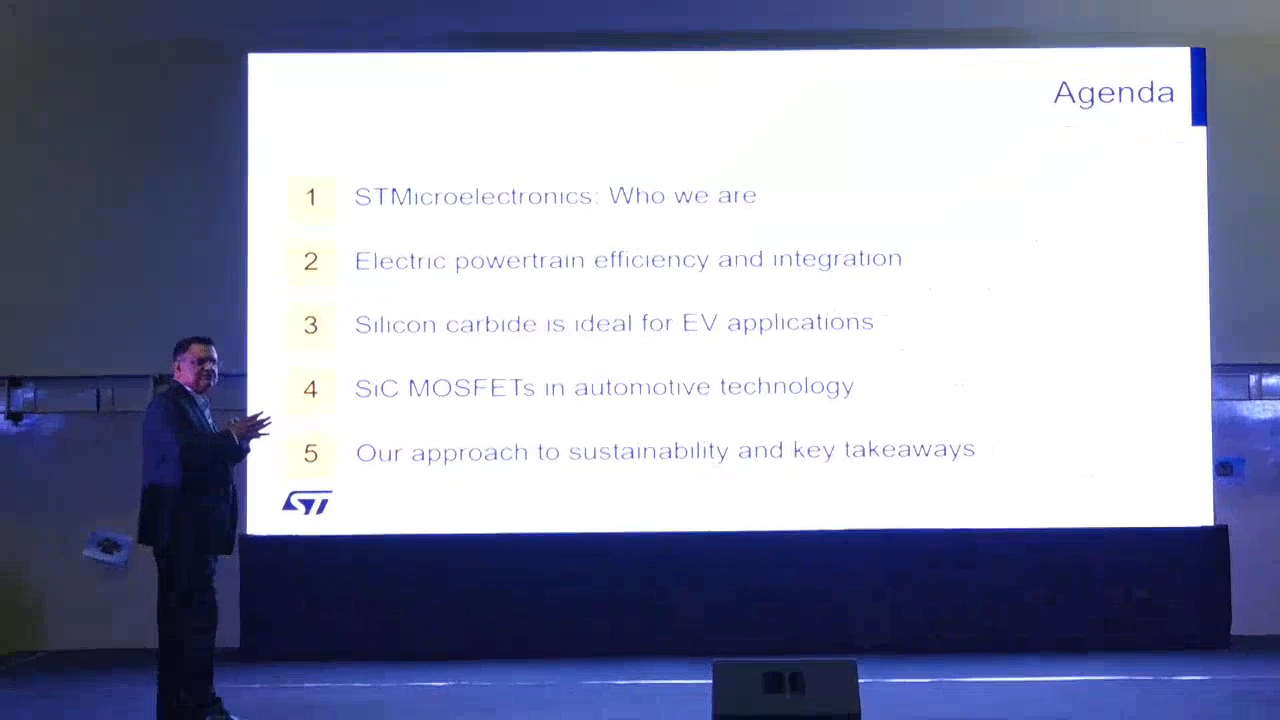 Agenda
1 STMicroelectronics: Who we are
2 Electric powertrain efficiency and integration
3 Silicon carbide is ideal for EV applications
4 SiC MOSFETs in automotive technology
5 Our approach to sustainability and key takeaways
ST